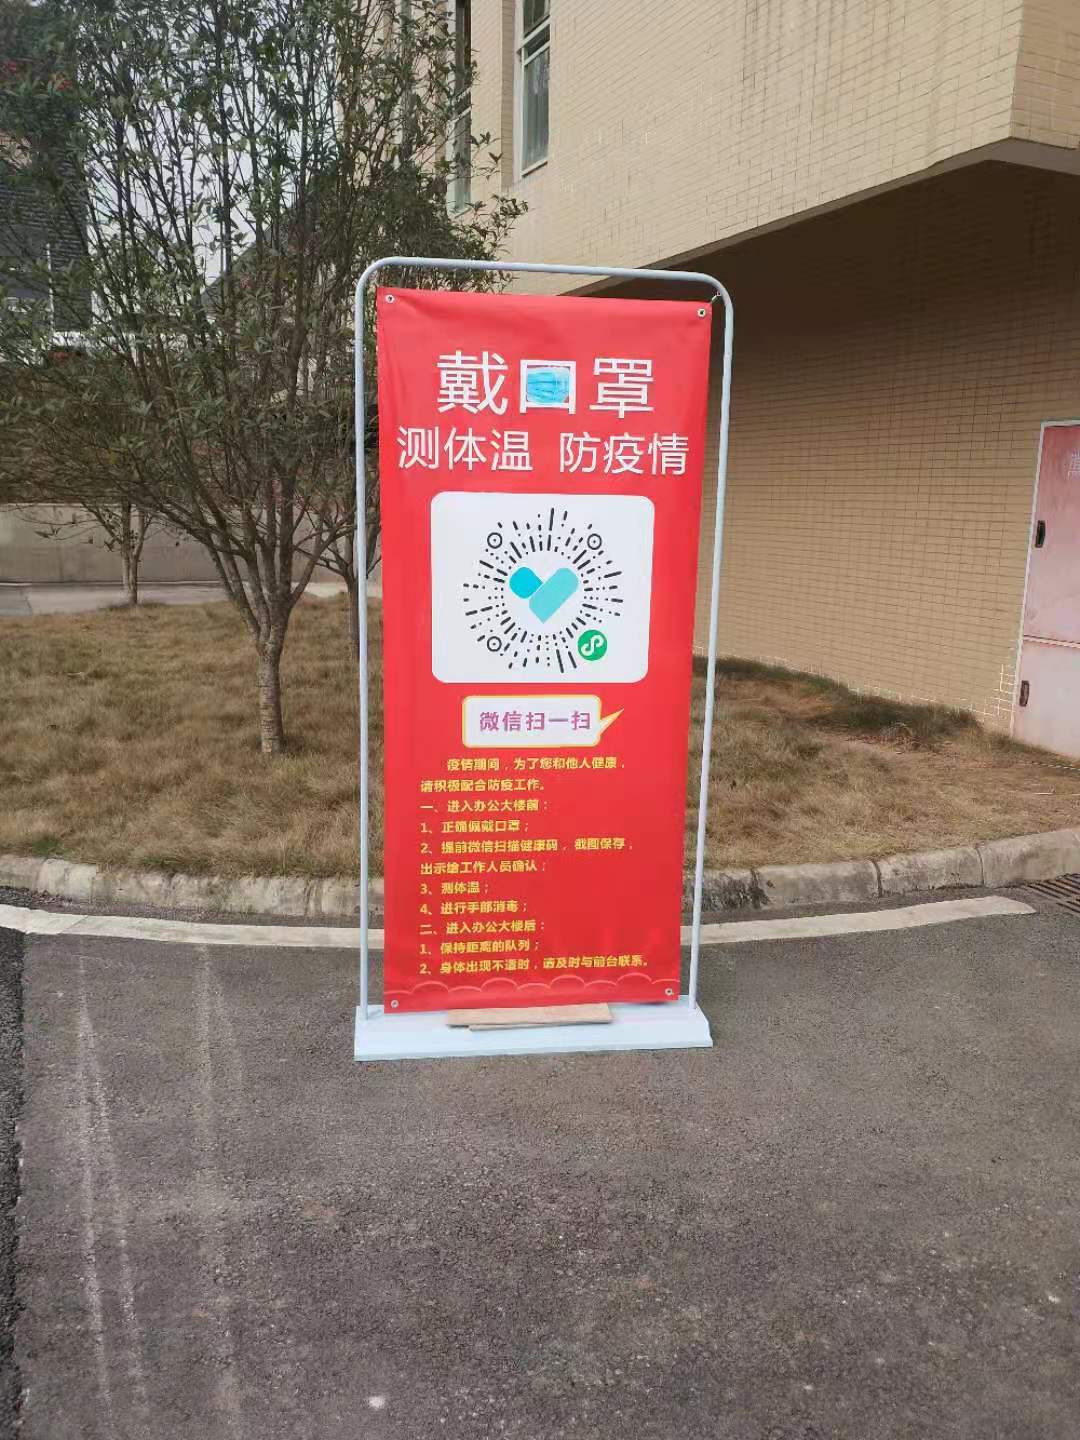 戴口罩
测体温 防疫情
微信扫一扫
疫情期间，为了您和他人健康，
请积极配合防疫工作。
一、进入办公大楼前：
1、正确佩戴口罩；
2、提前微信扫描健康码，截图保存，
出示给工作人员确认；
3、测体温；
4、进行手部消毒；
二、进入办公大楼后：
1、保持距离的队列；
2、身体出现不适时，请及时与前台联系。